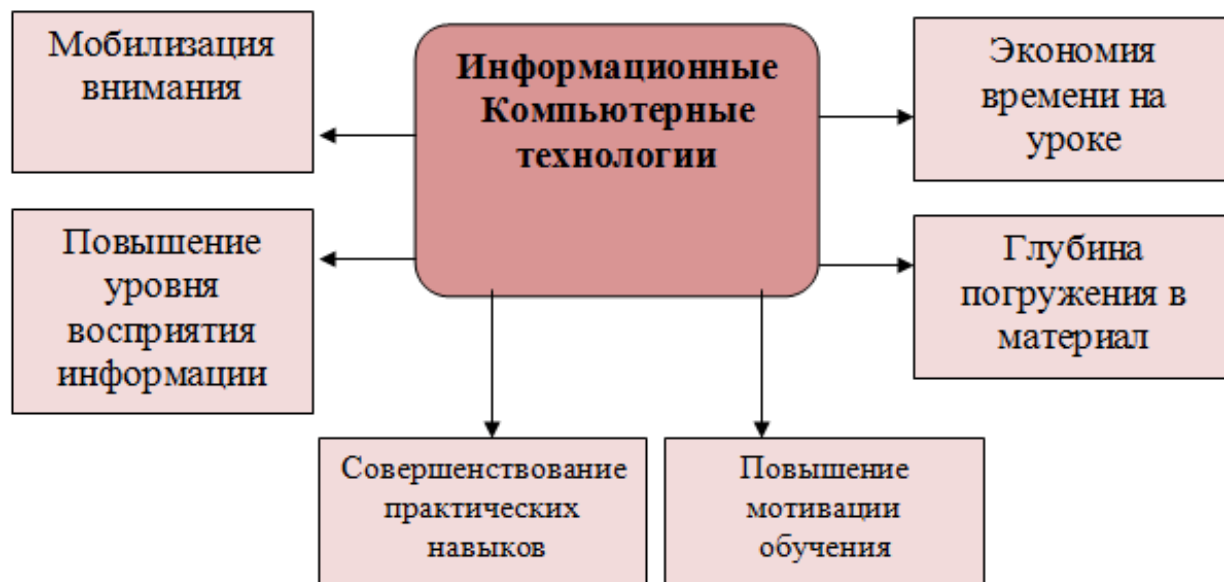 Мобилизация
внимания
Информационные
Компьютерные
технологии
Экономия
времени на
уроке
Повышение
уровня
восприятия
информации
Глубина
погружения в
материал
Совершенствование
практических
навыков
Повышение
мотивации
обучения